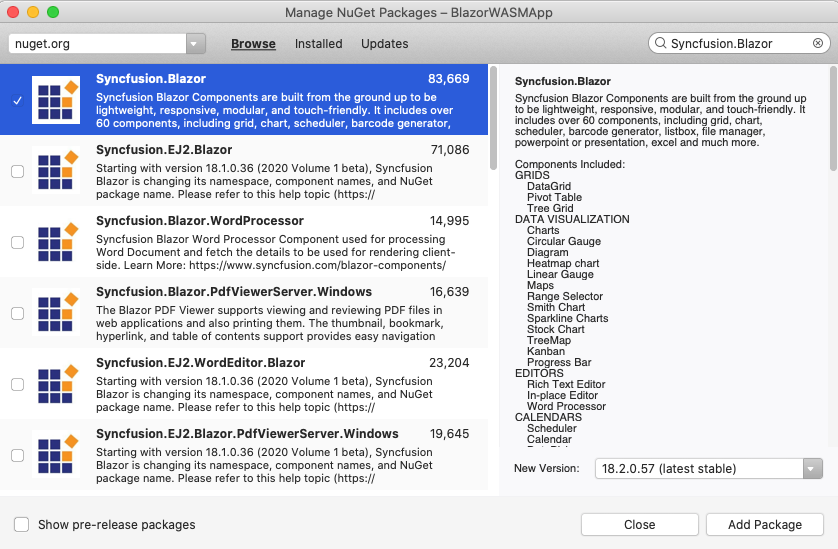 Manage NuGet Packages – BlazorWASMApp
nuget.org
Browse
Installed
Updates
Syncfusion.Blazor
Syncfusion.Blazor
83,669
Syncfusion Blazor Components are built from the ground up to be
lightweight, responsive, modular, and touch-friendly. It includes over
60 components, including grid, chart, scheduler, barcode generator,
Syncfusion.EJ2.Blazor
71,086
Starting with version 18.1.0.36 (2020 Volume 1 beta), Syncfusion
Blazor is changing its namespace, component names, and NuGet
package name. Please refer to this help topic (https://
Syncfusion.Blazor.WordProcessor
14,995
Syncfusion Blazor Word Processor Component used for processing
Word Document and fetch the details to be used for rendering client-
side. Learn More: https://www.syncfusion.com/blazor-components/
Syncfusion.Blazor.PdfViewerServer.Windows
16,639
The Blazor PDF Viewer supports viewing and reviewing PDF files in
web applications and also printing them. The thumbnail, bookmark,
hyperlink, and table of contents support provides easy navigation
Syncfusion.EJ2.WordEditor.Blazor
23,204
Starting with version 18.1.0.36 (2020 Volume 1 beta), Syncfusion
Blazor is changing its namespace, component names, and NuGet
package name. Please refer to this help topic (https://
Syncfusion.EJ2.Blazor.PdfViewerServer.Windows
19,645
Starting with version 18.1.0.36 (2020 Volume 1 beta), Syncfusion
Blazor is changing its namespace, component names, and NuGet
package name. Please refer to this help topic (https://
Syncfusion.Blazor
Syncfusion Blazor Components are built from the ground up
to be lightweight, responsive, modular, and touch-friendly. It
includes over 60 components, including grid, chart,
scheduler, barcode generator, listbox, file manager,
powerpoint or presentation, excel and much more.
Components Included:
GRIDS
DataGrid
Pivot Table
Tree Grid
DATA VISUALIZATION
Charts
Circular Gauge
Diagram
Heatmap chart
Linear Gauge
Maps
Range Selector
Smith Chart
Sparkline Charts
Stock Chart
TreeMap
Kanban
Progress Bar
EDITORS
Rich Text Editor
In-place Editor
Word Processor
CALENDARS
Scheduler
Calendar
New Version:
18.2.0.57 (latest stable)
Show pre-release packages
Close
Add Package